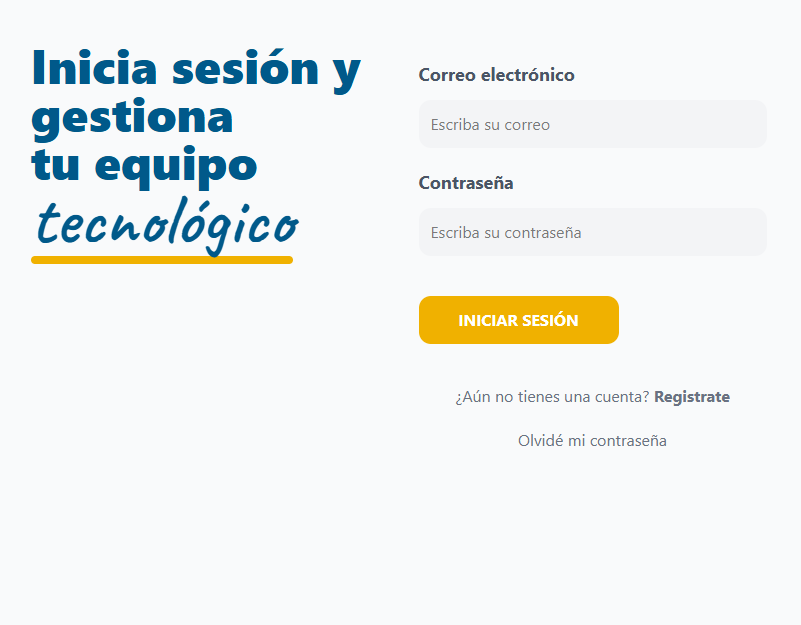 Inicia sesión y
gestiona
tu equipo
tecnológico
Correo electrónico
Escriba su correo
Contraseña
Escriba su contraseña
INICIAR SESIÓN
¿Aún no tienes una cuenta? Registrate
Olvidé mi contraseña